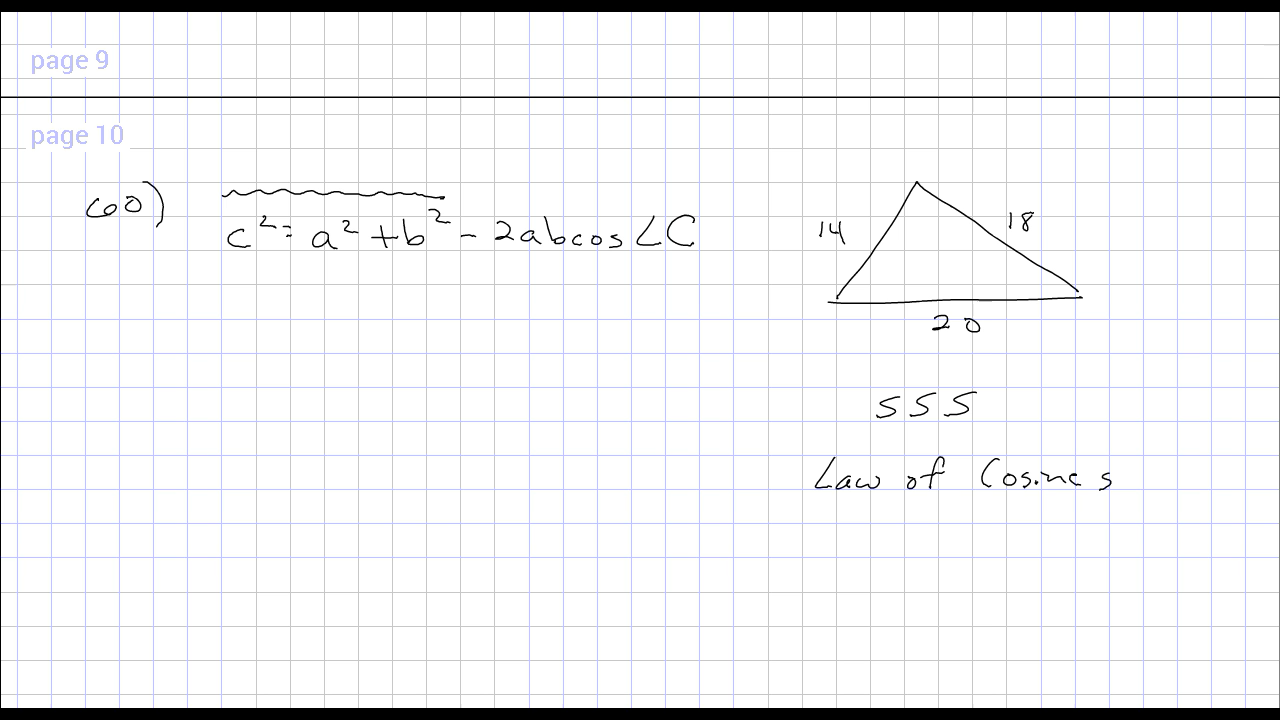 page 9
page 10
60)
c² = a² + b² - 2abcos∠C
14
18
20
SSS
Law of Cosines